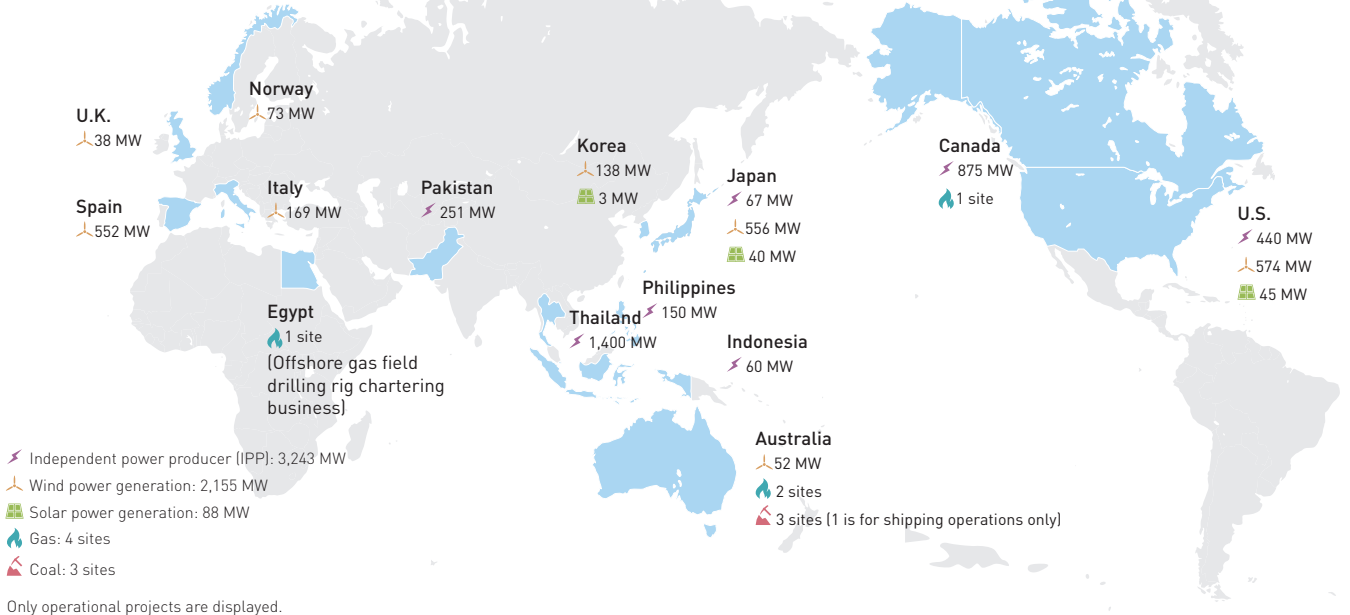 Norway
73 MW
U.K.
38 MW
Spain
552 MW
Italy
169 MW
Pakistan
251 MW
Korea
138 MW
3 MW
Japan
67 MW
556 MW
40 MW
Canada
875 MW
1 site
U.S.
440 MW
574 MW
45 MW
Egypt
1 site
(Offshore gas field
drilling rig chartering
business)
Philippines
150 MW
Thailand
1,400 MW
Indonesia
60 MW
Australia
52 MW
2 sites
3 sites (1 is for shipping operations only)
Independent power producer (IPP): 3,243 MW
Wind power generation: 2,155 MW
Solar power generation: 88 MW
Gas: 4 sites
Coal: 3 sites
Only operational projects are displayed.